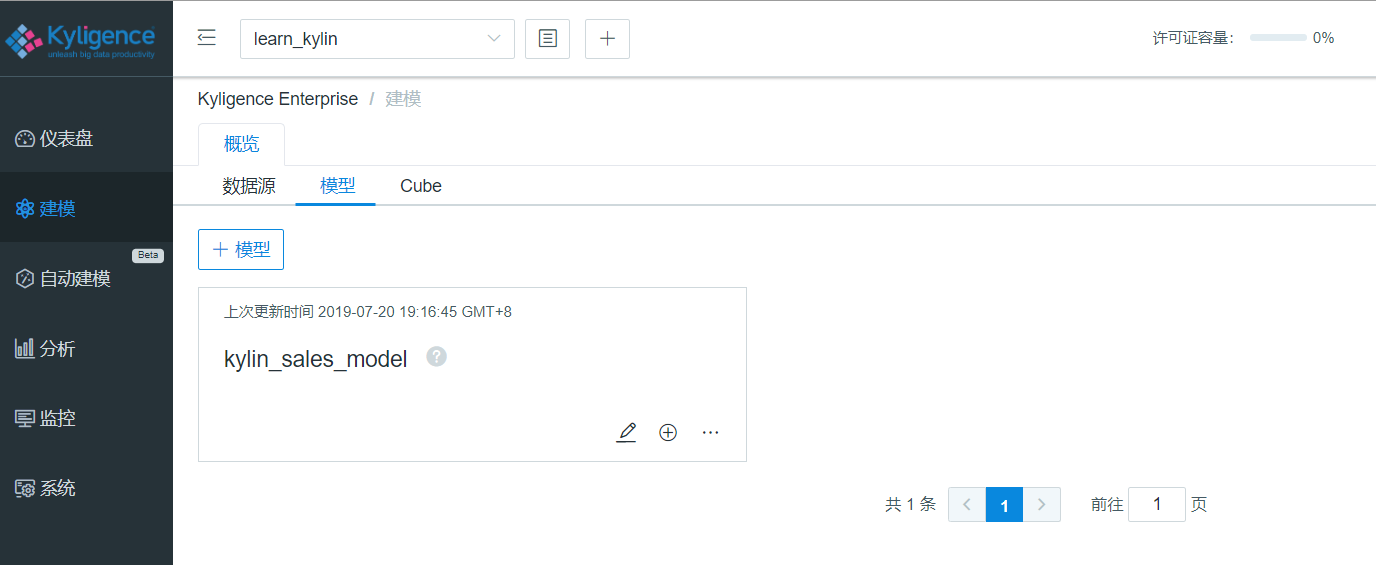 Kyligence
unleash big data productivity
learn_kylin
许可证容量: 0%
Kyligence Enterprise / 建模
仪表盘
建模
Beta
自动建模
分析
监控
系统
概览
数据源 模型 Cube
+ 模型
上次更新时间 2019-07-20 19:16:45 GMT+8
kylin_sales_model ?
共 1 条 < 1 > 前往 1 页